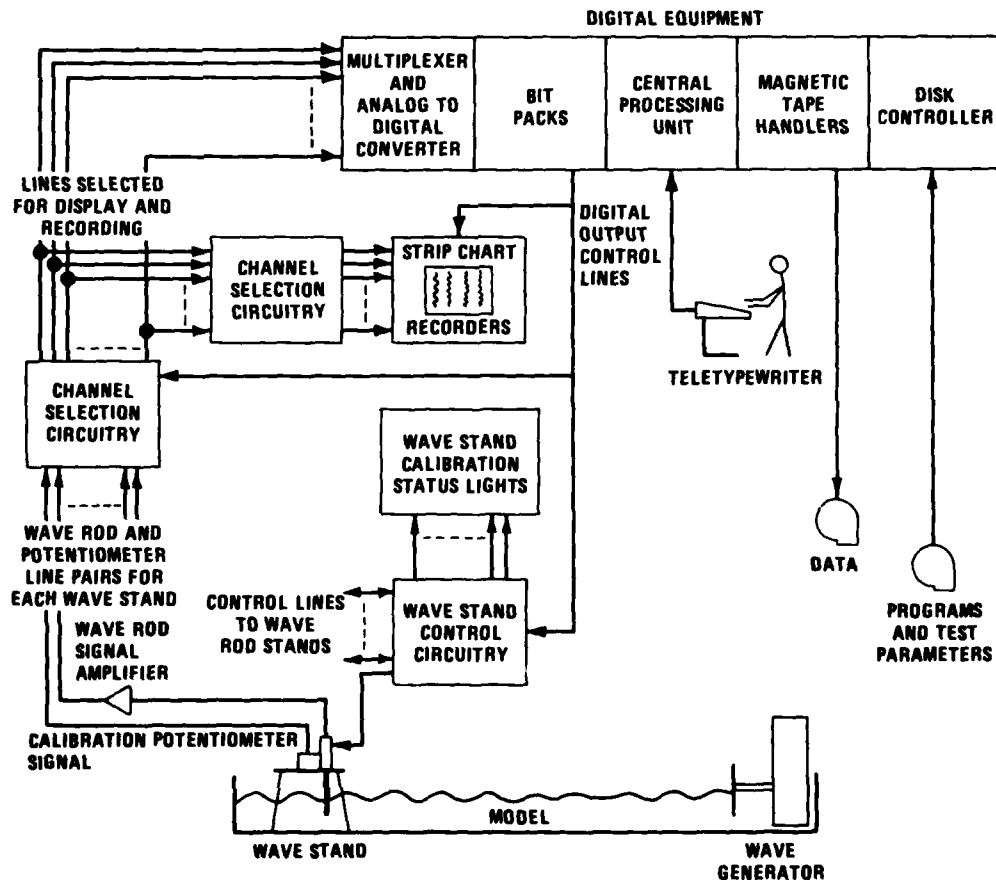 DIGITAL EQUIPMENT
MULTIPLEXER
AND
ANALOG TO
DIGITAL
CONVERTER
BIT
PACKS
CENTRAL
PROCESSING
UNIT
MAGNETIC
TAPE
HANDLERS
DISK
CONTROLLER
LINES SELECTED
FOR DISPLAY AND
RECORDING
CHANNEL
SELECTION
CIRCUITRY
STRIP CHART
RECORDERS
DIGITAL
OUTPUT
CONTROL
LINES
TELETYPEWRITER
CHANNEL
SELECTION
CIRCUITRY
WAVE STAND
CALIBRATION
STATUS LIGHTS
WAVE ROD AND
POTENTIOMETER
LINE PAIRS FOR
EACH WAVE STAND
CONTROL LINES
TO WAVE
ROD STANDS
WAVE STAND
CONTROL
CIRCUITRY
DATA
PROGRAMS
AND TEST
PARAMETERS
WAVE ROD
SIGNAL
AMPLIFIER
CALIBRATION POTENTIOMETER
SIGNAL
MODEL
WAVE STAND
WAVE
GENERATOR